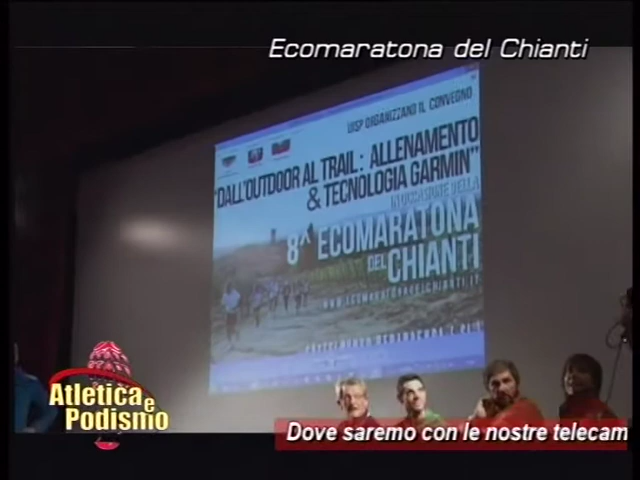 Ecomaratona del Chianti
UISP ORGANIZZANO IL CONVEGNO
"DALL'OUTDOOR AL TRAIL: ALLENAMENTO
& TECNOLOGIA GARMIN"
IN OCCASIONE DELLA
8^ ECOMARATONA
DEL
CHIANTI
Atletica e
Podismo
Dove saremo con le nostre telecam